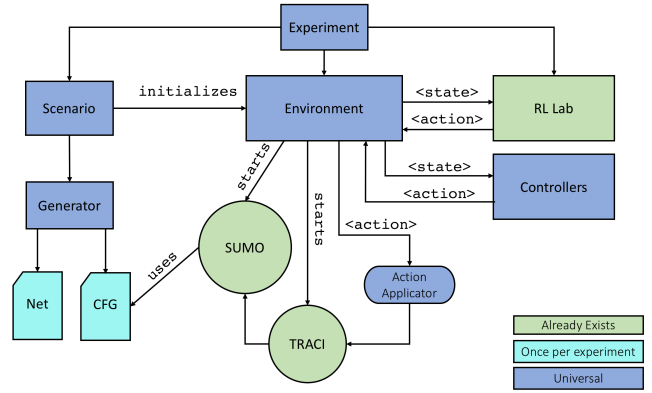 Experiment
initializes
<state>
Scenario
Environment
RL Lab
<action>
starts
<state>
Controllers
<action>
Generator
starts
<action>
SUMO
uses
Action
Applicator
Net
CFG
TRACI
Already Exists
Once per experiment
Universal